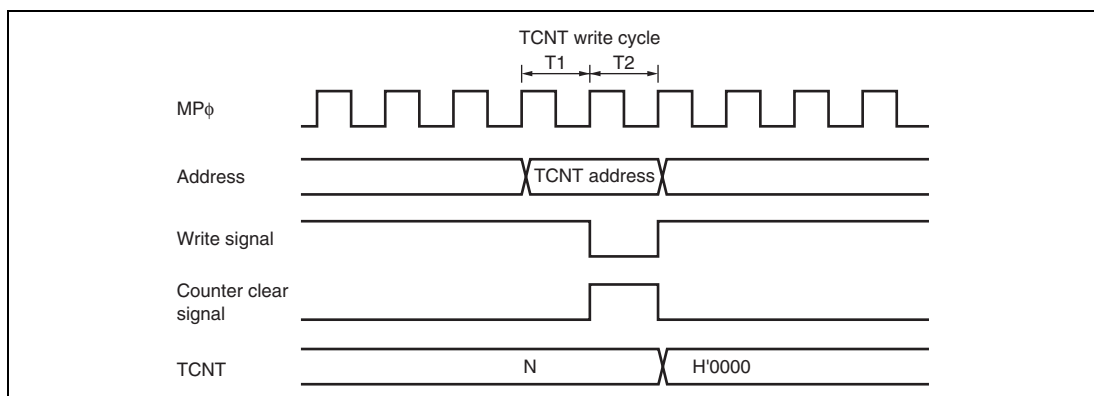 TCNT write cycle
T1 T2
MPϕ
Address TCNT address
Write signal
Counter clear
signal
TCNT N H'0000